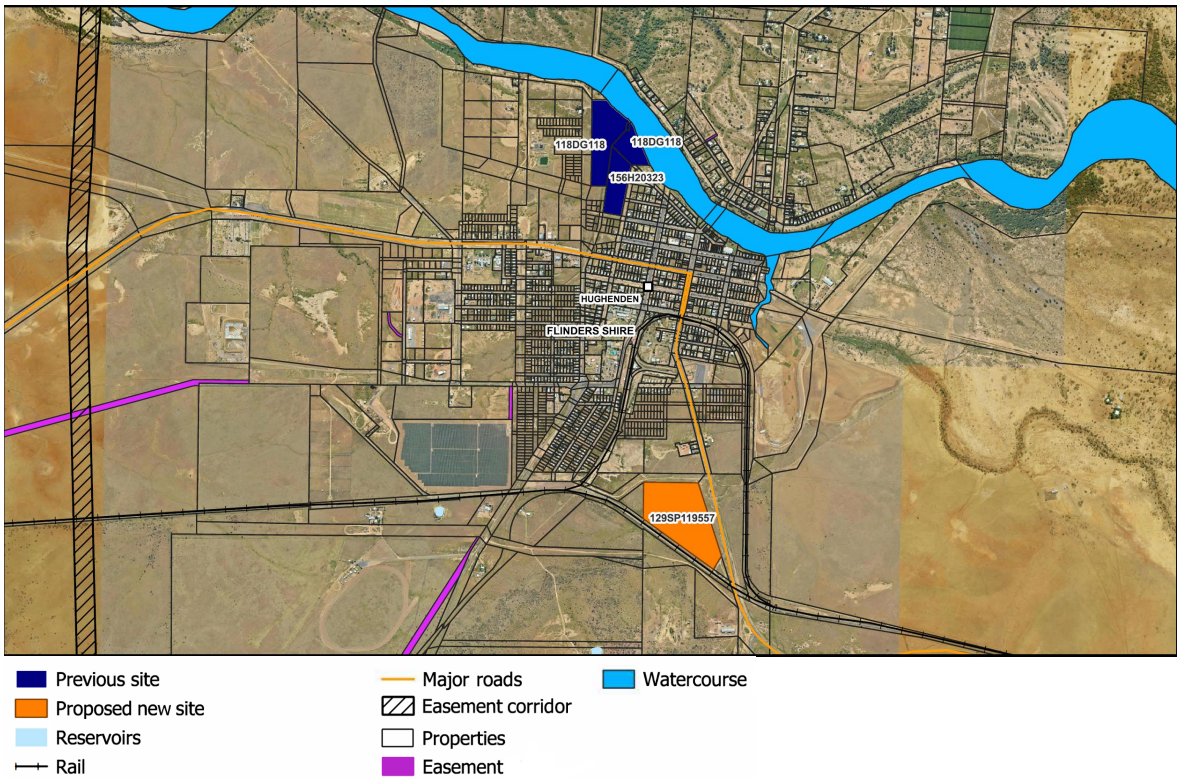 118DG118
118DG118
156H20323
HUGHENDEN
FLINDERS SHIRE
129SP119557
Previous site
Proposed new site
Reservoirs
Rail
Major roads
Easement corridor
Properties
Easement
Watercourse